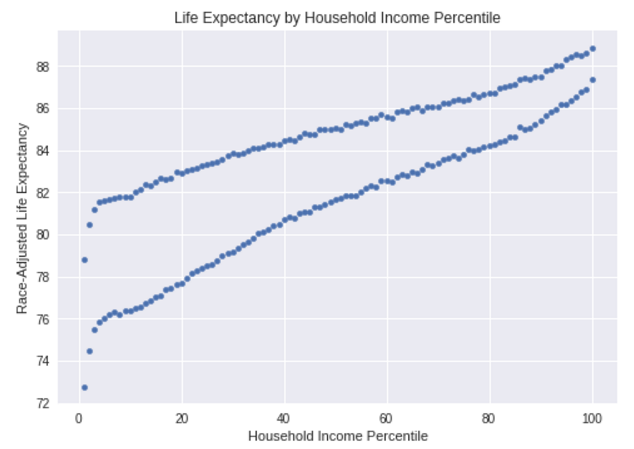 Life Expectancy by Household Income Percentile
88
86
84
82
80
78
76
74
72
Race-Adjusted Life Expectancy
0 20 40 60 80 100
Household Income Percentile